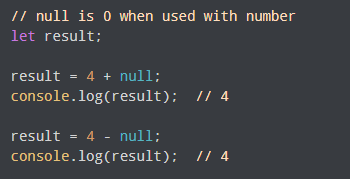 // null is 0 when used with number
let result;
result = 4 + null;
console.log(result);  // 4
result = 4 - null;
console.log(result);  // 4